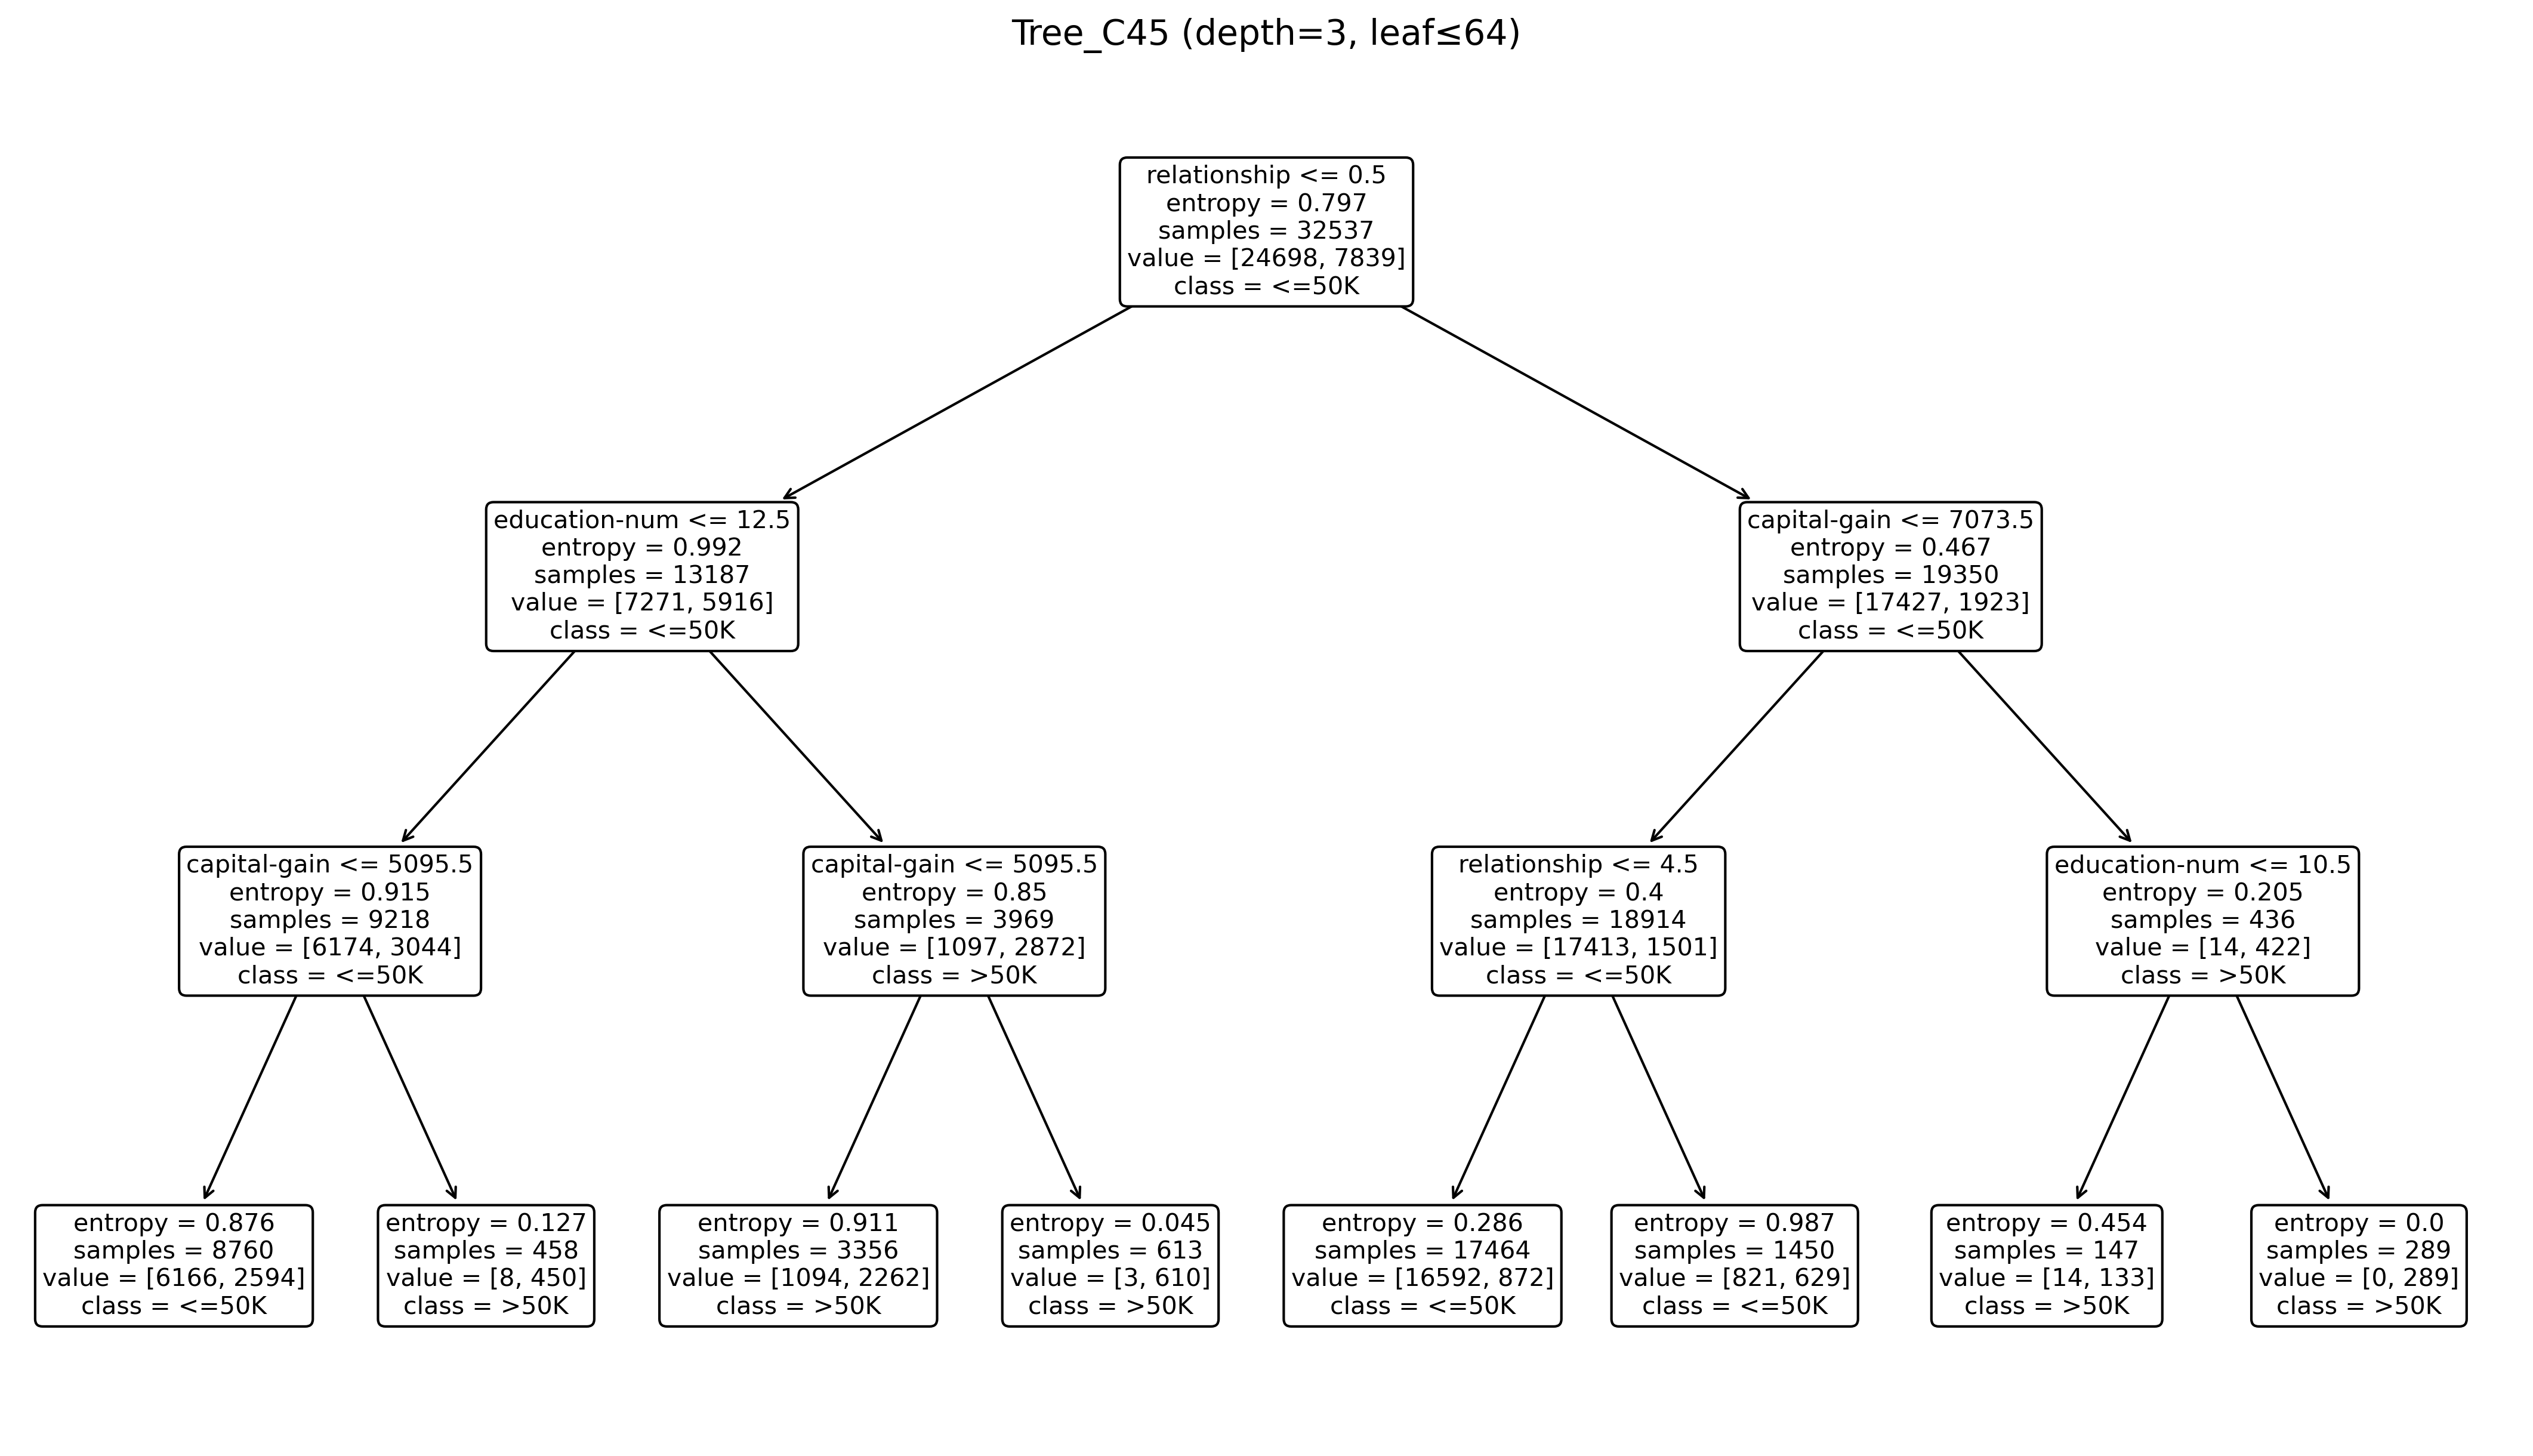 Tree_C45 (depth=3, leaf≤64)
relationship <= 0.5
entropy = 0.797
samples = 32537
value = [24698, 7839]
class = <=50K
education-num <= 12.5
entropy = 0.992
samples = 13187
value = [7271, 5916]
class = <=50K
capital-gain <= 7073.5
entropy = 0.467
samples = 19350
value = [17427, 1923]
class = <=50K
capital-gain <= 5095.5
entropy = 0.915
samples = 9218
value = [6174, 3044]
class = <=50K
capital-gain <= 5095.5
entropy = 0.85
samples = 3969
value = [1097, 2872]
class = >50K
relationship <= 4.5
entropy = 0.4
samples = 18914
value = [17413, 1501]
class = <=50K
education-num <= 10.5
entropy = 0.205
samples = 436
value = [14, 422]
class = >50K
entropy = 0.876
samples = 8760
value = [6166, 2594]
class = <=50K
entropy = 0.127
samples = 458
value = [8, 450]
class = >50K
entropy = 0.911
samples = 3356
value = [1094, 2262]
class = >50K
entropy = 0.045
samples = 613
value = [3, 610]
class = >50K
entropy = 0.286
samples = 17464
value = [16592, 872]
class = <=50K
entropy = 0.987
samples = 1450
value = [821, 629]
class = <=50K
entropy = 0.454
samples = 147
value = [14, 133]
class = >50K
entropy = 0.0
samples = 289
value = [0, 289]
class = >50K